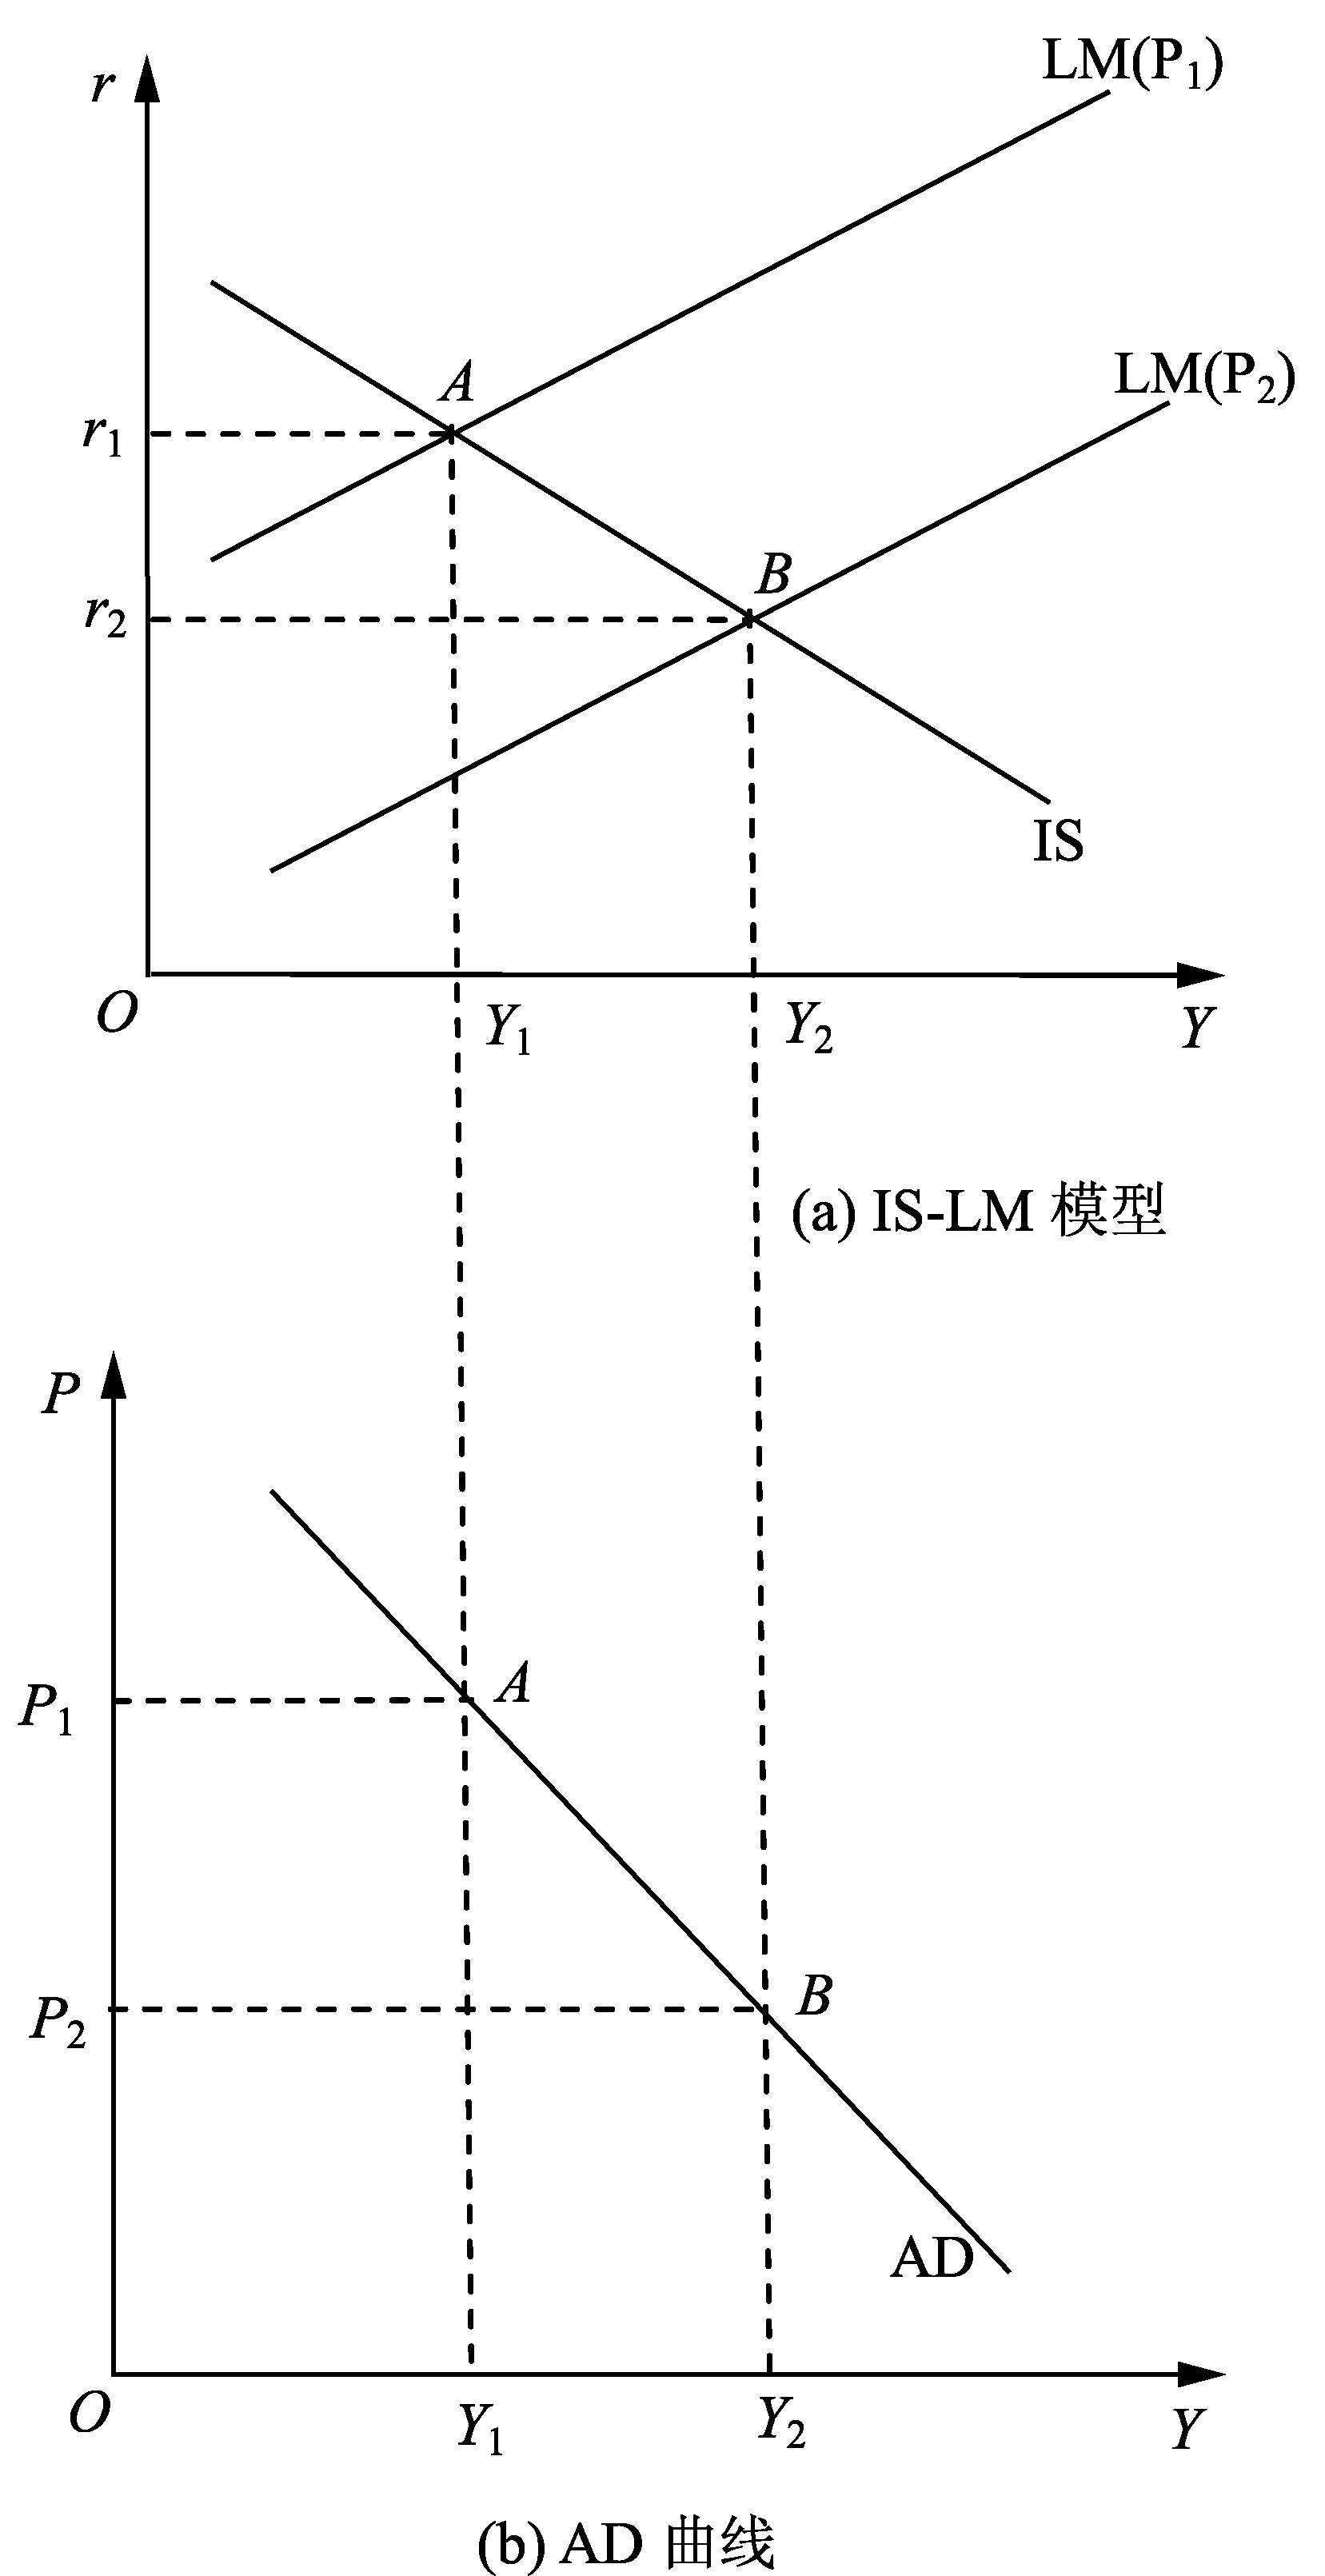 r
LM(P₁)
A
LM(P₂)
r₁
B
r₂
IS
O
Y₁
Y₂
Y
(a) IS-LM 模型
P
A
P₁
B
P₂
AD
O
Y₁
Y₂
Y
(b) AD 曲线